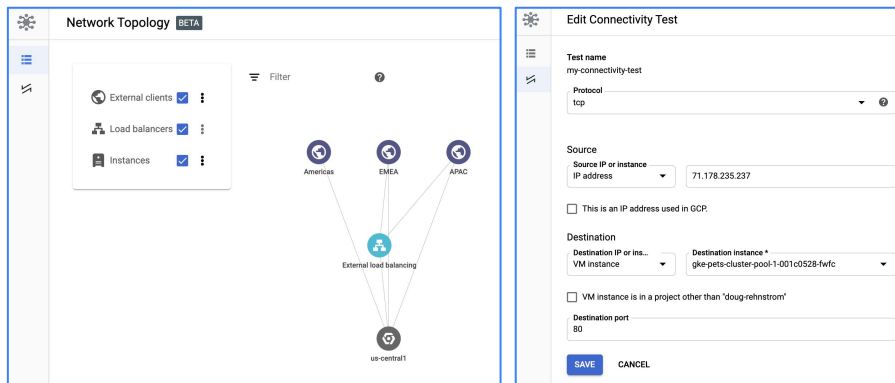 Network Topology BETA
Filter
External clients
Load balancers
Instances
Americas
EMEA
APAC
External load balancing
us-central1
Edit Connectivity Test
Test name
my-connectivity-test
Protocol
tcp
Source
Source IP or instance
IP address
71.178.235.237
This is an IP address used in GCP.
Destination
Destination IP or ins...
VM instance
Destination instance *
gke-pets-cluster-pool-1-001c0528-fwfc
VM instance is in a project other than "doug-rehnstrom"
Destination port
80
SAVE CANCEL